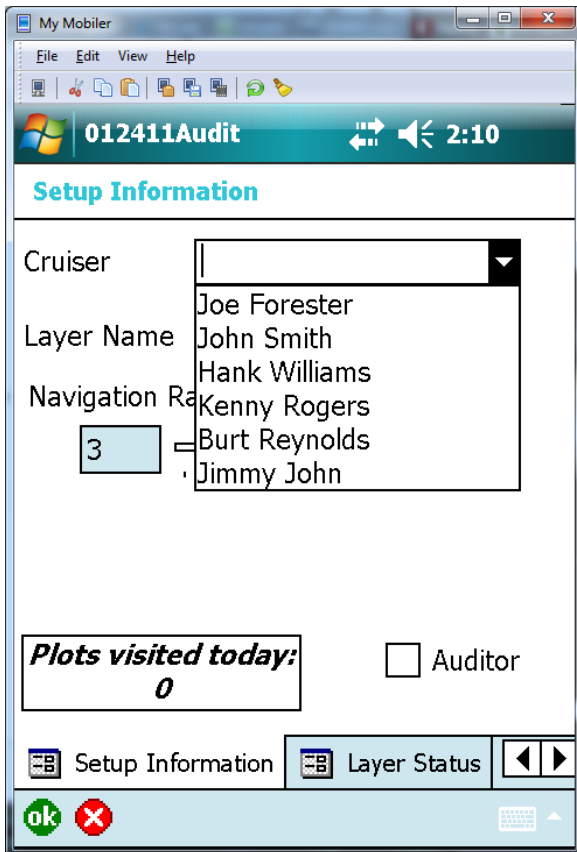 My Mobiler
File Edit View Help
012411Audit 2:10
Setup Information
Cruiser
Joe Forester
Layer Name John Smith
Hank Williams
Navigation Ra Kenny Rogers
3 Burt Reynolds
Jimmy John
Plots visited today:
0
Auditor
Setup Information Layer Status
ok